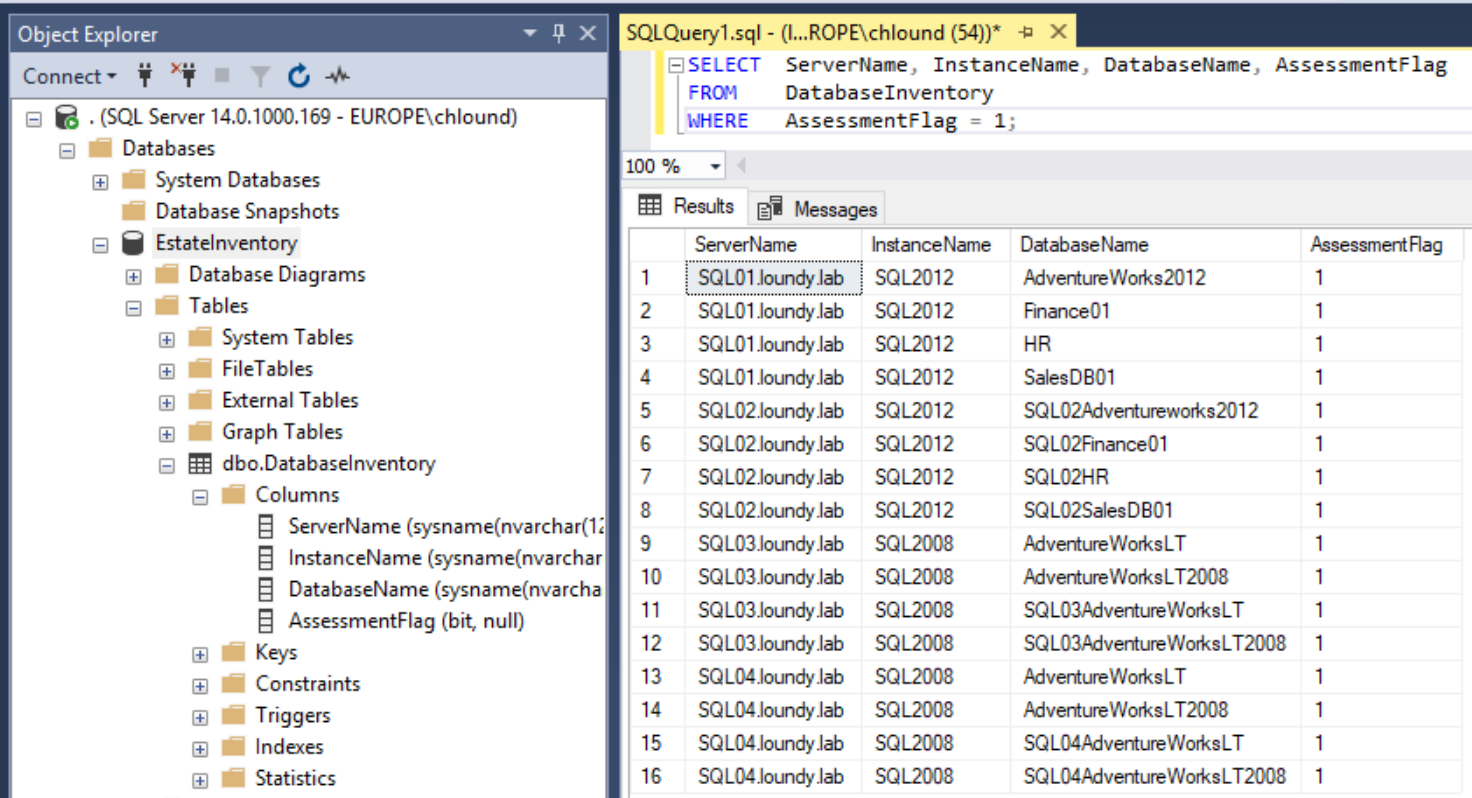 Object Explorer
Connect
. (SQL Server 14.0.1000.169 - EUROPE\chlound)
Databases
System Databases
Database Snapshots
EstateInventory
Database Diagrams
Tables
System Tables
FileTables
External Tables
Graph Tables
dbo.DatabaseInventory
Columns
ServerName (sysname(nvarchar(12
InstanceName (sysname(nvarchar
DatabaseName (sysname(nvarcha
AssessmentFlag (bit, null)
Keys
Constraints
Triggers
Indexes
Statistics
SQLQuery1.sql - (l...ROPE\chlound (54))*
SELECT ServerName, InstanceName, DatabaseName, AssessmentFlag
FROM DatabaseInventory
WHERE AssessmentFlag = 1;
100 %
Results Messages
ServerName InstanceName DatabaseName AssessmentFlag
1 SQL01.loundy.lab SQL2012 AdventureWorks2012 1
2 SQL01.loundy.lab SQL2012 Finance01 1
3 SQL01.loundy.lab SQL2012 HR 1
4 SQL01.loundy.lab SQL2012 SalesDB01 1
5 SQL02.loundy.lab SQL2012 SQL02Adventureworks2012 1
6 SQL02.loundy.lab SQL2012 SQL02Finance01 1
7 SQL02.loundy.lab SQL2012 SQL02HR 1
8 SQL02.loundy.lab SQL2012 SQL02SalesDB01 1
9 SQL03.loundy.lab SQL2008 AdventureWorksLT 1
10 SQL03.loundy.lab SQL2008 AdventureWorksLT2008 1
11 SQL03.loundy.lab SQL2008 SQL03AdventureWorksLT 1
12 SQL03.loundy.lab SQL2008 SQL03AdventureWorksLT2008 1
13 SQL04.loundy.lab SQL2008 AdventureWorksLT 1
14 SQL04.loundy.lab SQL2008 AdventureWorksLT2008 1
15 SQL04.loundy.lab SQL2008 SQL04AdventureWorksLT 1
16 SQL04.loundy.lab SQL2008 SQL04AdventureWorksLT2008 1